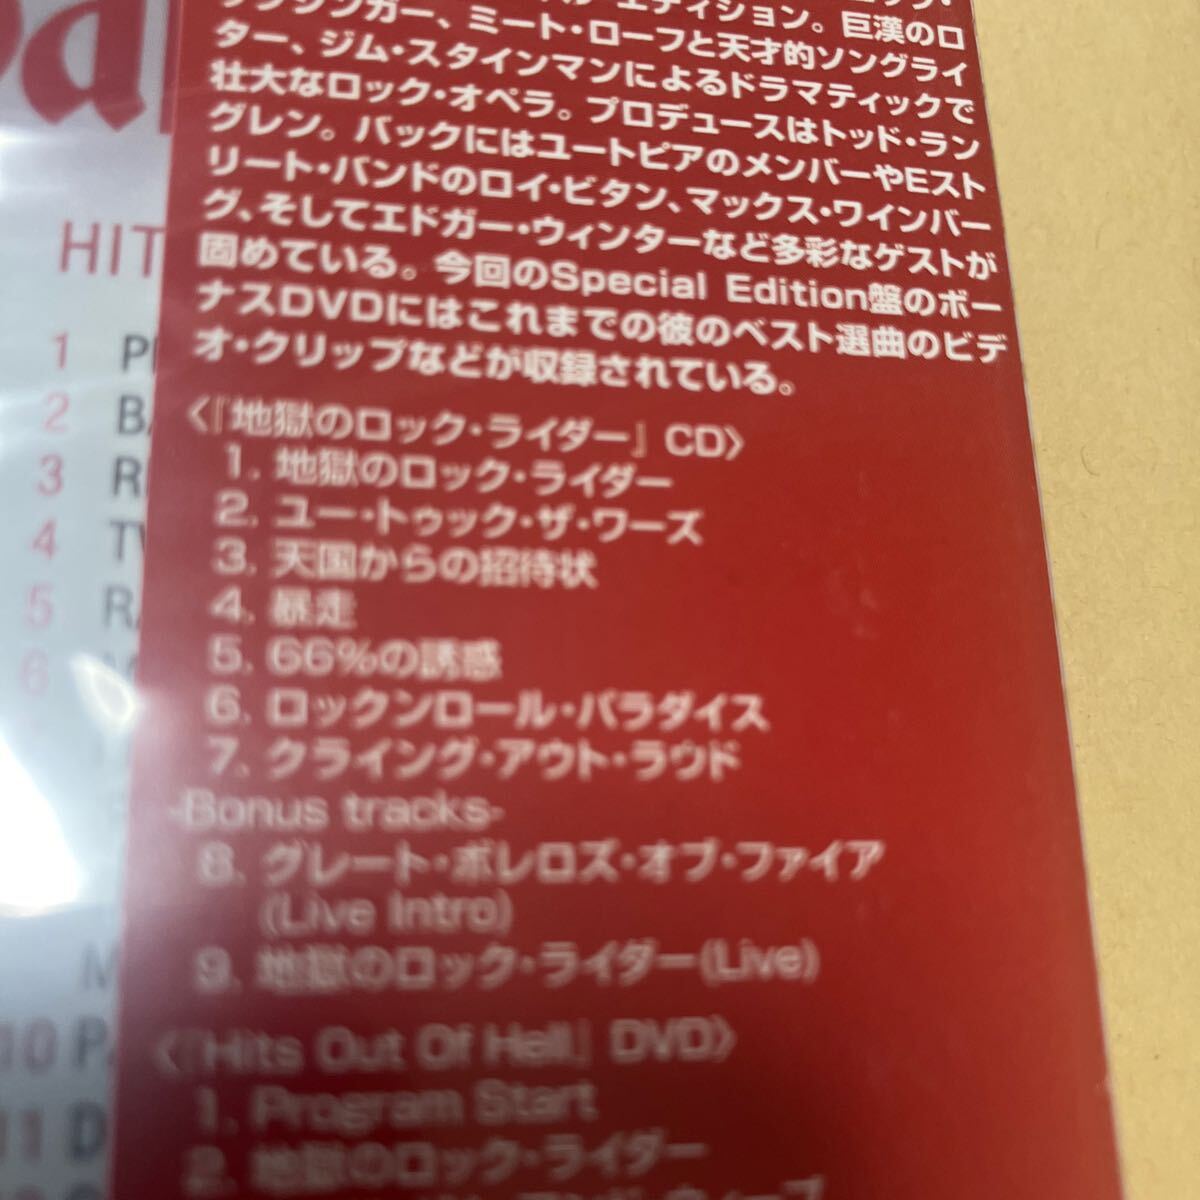 HIT
1 P
2 BA
3 R
4 TW
5 RA
6
M
10 PA
11 D
エディション。巨漢のロ
クシンガー、ミート・ローフと天才的ソングライ
ター、ジム・スタインマンによるドラマティックで
壮大なロック・オペラ。プロデュースはトッド・ラン
グレン。バックにはユートピアのメンバーやEスト
リート・バンドのロイ・ビタン、マックス・ワインバー
グ、そしてエドガー・ウィンターなど多彩なゲストが
固めている。今回のSpecial Edition盤のボー
ナスDVDにはこれまでの彼のベスト選曲のビデ
オ・クリップなどが収録されている。
〈『地獄のロック・ライダー』CD〉
1. 地獄のロック・ライダー
2. ユー・トゥック・ザ・ワーズ
3. 天国からの招待状
4. 暴走
5. 66%の誘惑
6. ロックンロール・パラダイス
7. クライング・アウト・ラウド
-Bonus tracks-
8. グレート・ボレロズ・オブ・ファイア
(Live Intro)
9. 地獄のロック・ライダー(Live)
〈『Hits Out Of Hell』DVD〉
1. Program Start
2. 地獄のロック・ライダー